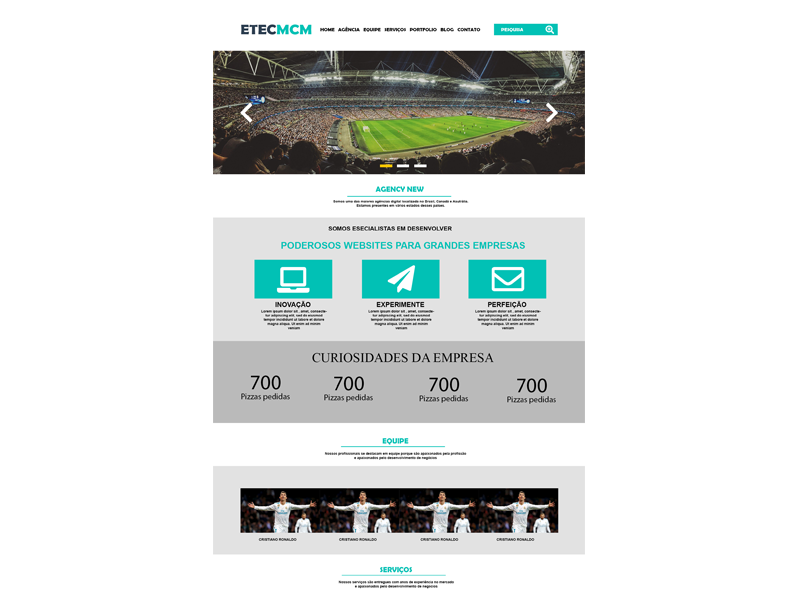 ETECMCM HOME AGÊNCIA EQUIPE SERVIÇOS PORTFOLIO BLOG CONTATO PESQUISA
AGENCY NEW
Somos uma das maiores agências digital localizada no Brasil, Canadá e Austrália.
Estamos presentes em vários estados desses países.
SOMOS ESECIALISTAS EM DESENVOLVER
PODEROSOS WEBSITES PARA GRANDES EMPRESAS
INOVAÇÃO EXPERIMENTE PERFEIÇÃO
Lorem ipsum dolor sit , amet, consecte- Lorem ipsum dolor sit , amet, consecte- Lorem ipsum dolor sit , amet, consecte-
tur adipiscing elit, sed do eiusmod tur adipiscing elit, sed do eiusmod tur adipiscing elit, sed do eiusmod
tempor incididunt ut labore et dolore tempor incididunt ut labore et dolore tempor incididunt ut labore et dolore
magna aliqua. Ut enim ad minim magna aliqua. Ut enim ad minim magna aliqua. Ut enim ad minim
veniam veniam veniam
CURIOSIDADES DA EMPRESA
700 700 700 700
Pizzas pedidas Pizzas pedidas Pizzas pedidas Pizzas pedidas
EQUIPE
Nossos profissionais se destacam em equipe porque são apaixonados pela profissão
e apaixonados pelo desenvolvimento de negócios
CRISTIANO RONALDO CRISTIANO RONALDO CRISTIANO RONALDO CRISTIANO RONALDO
SERVIÇOS
Nossos serviços são entregues com anos de experiência no mercado
e apaixonados pelo desenvolvimento de negócios